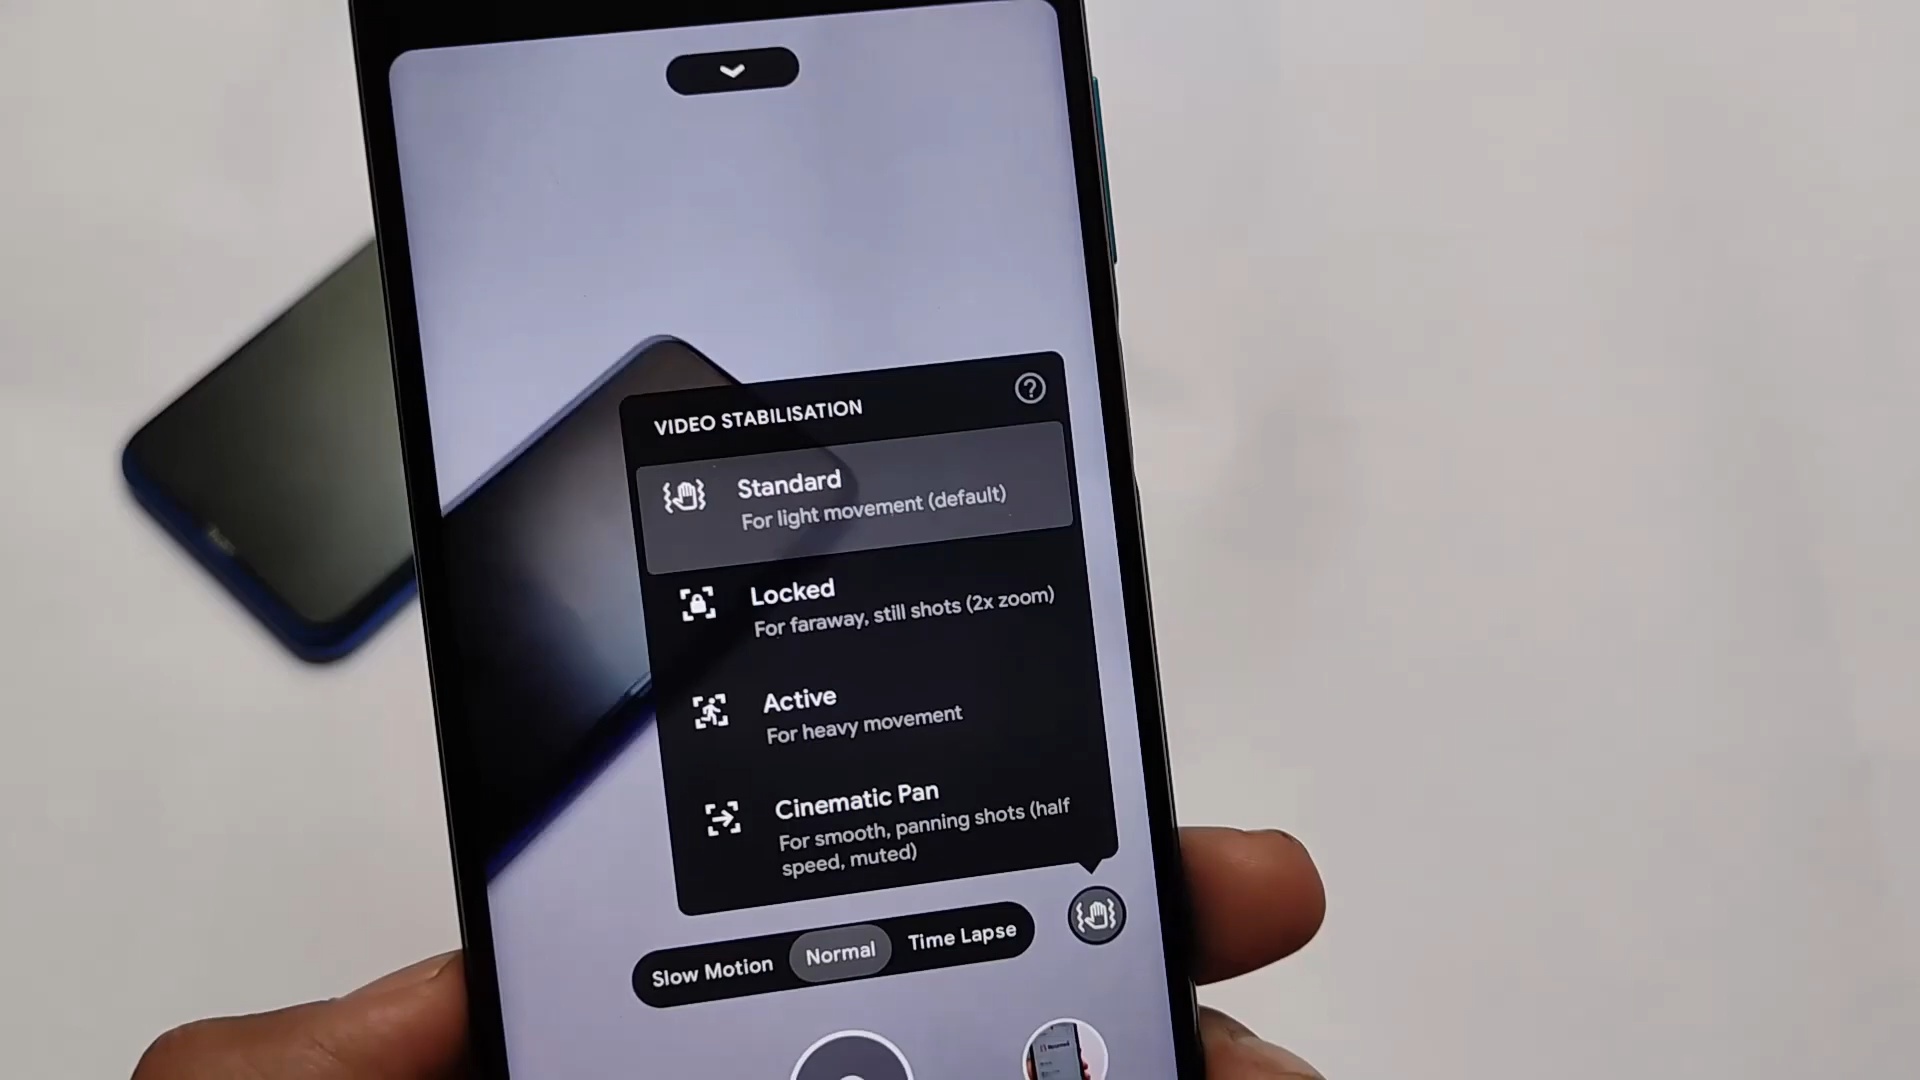 VIDEO STABILISATION
Standard
For light movement (default)
Locked
For faraway, still shots (2x zoom)
Active
For heavy movement
Cinematic Pan
For smooth, panning shots (half
speed, muted)
Slow Motion Normal Time Lapse